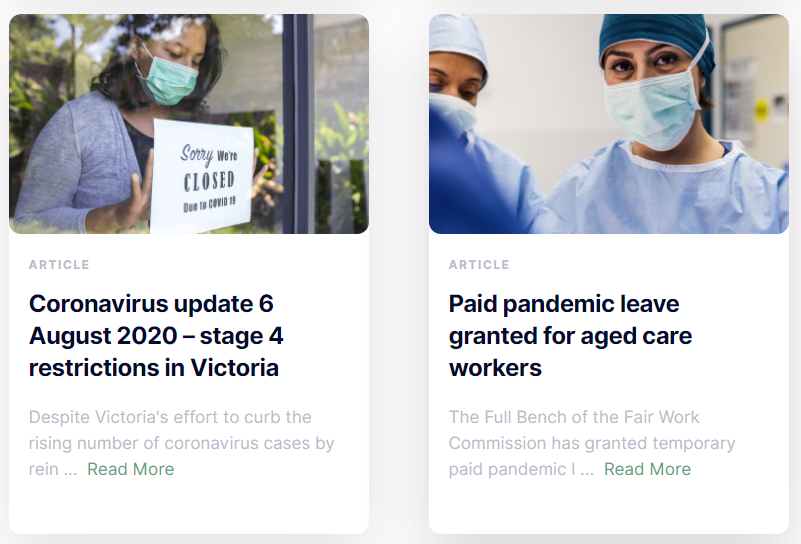 Sorry We're
CLOSED
Due to COVID 19
ARTICLE
Coronavirus update 6
August 2020 – stage 4
restrictions in Victoria
Despite Victoria's effort to curb the
rising number of coronavirus cases by
rein ... Read More
ARTICLE
Paid pandemic leave
granted for aged care
workers
The Full Bench of the Fair Work
Commission has granted temporary
paid pandemic l ... Read More